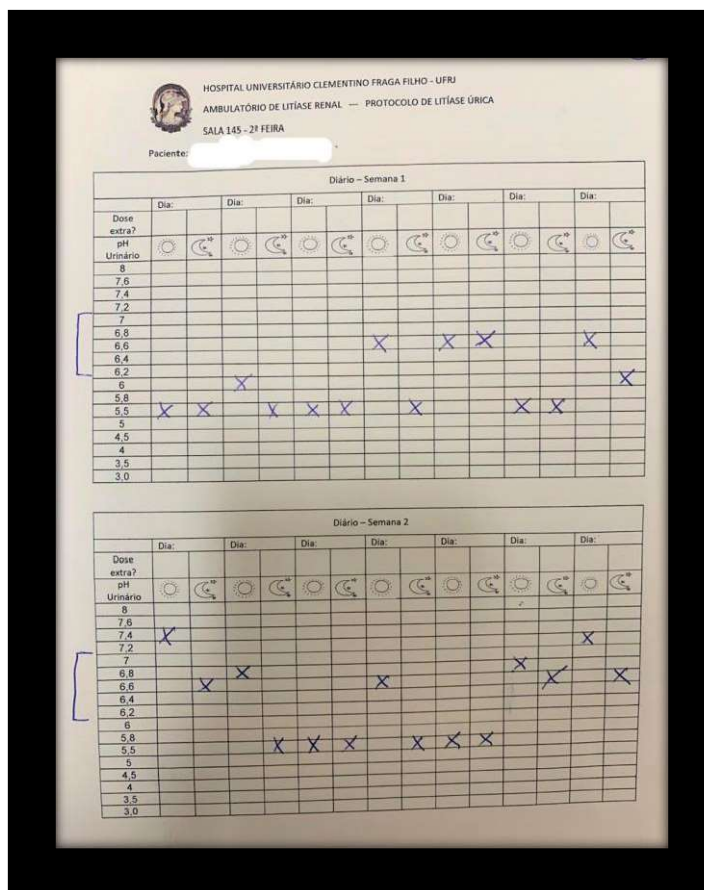 HOSPITAL UNIVERSITÁRIO CLEMENTINO FRAGA FILHO - UFRJ
AMBULATÓRIO DE LITÍASE RENAL — PROTOCOLO DE LITÍASE ÚRICA
SALA 145 - 2ª FEIRA
Paciente:
Diário – Semana 1
Dia: Dia: Dia: Dia: Dia: Dia: Dia:
Dose
extra?
pH
Urinário
8
7,6
7,4
7,2
7
6,8
6,6 X X X X
6,4
6,2
6 X X
5,8
5,5 X X X X X X X X
5
4,5
4
3,5
3,0
Diário – Semana 2
Dia: Dia: Dia: Dia: Dia: Dia: Dia:
Dose
extra?
pH
Urinário
8
7,6
7,4 X
7,2 X
7 X
6,8 X
6,6 X X X X
6,4
6,2
6
5,8
5,5 X X X X X X
5
4,5
4
3,5
3,0